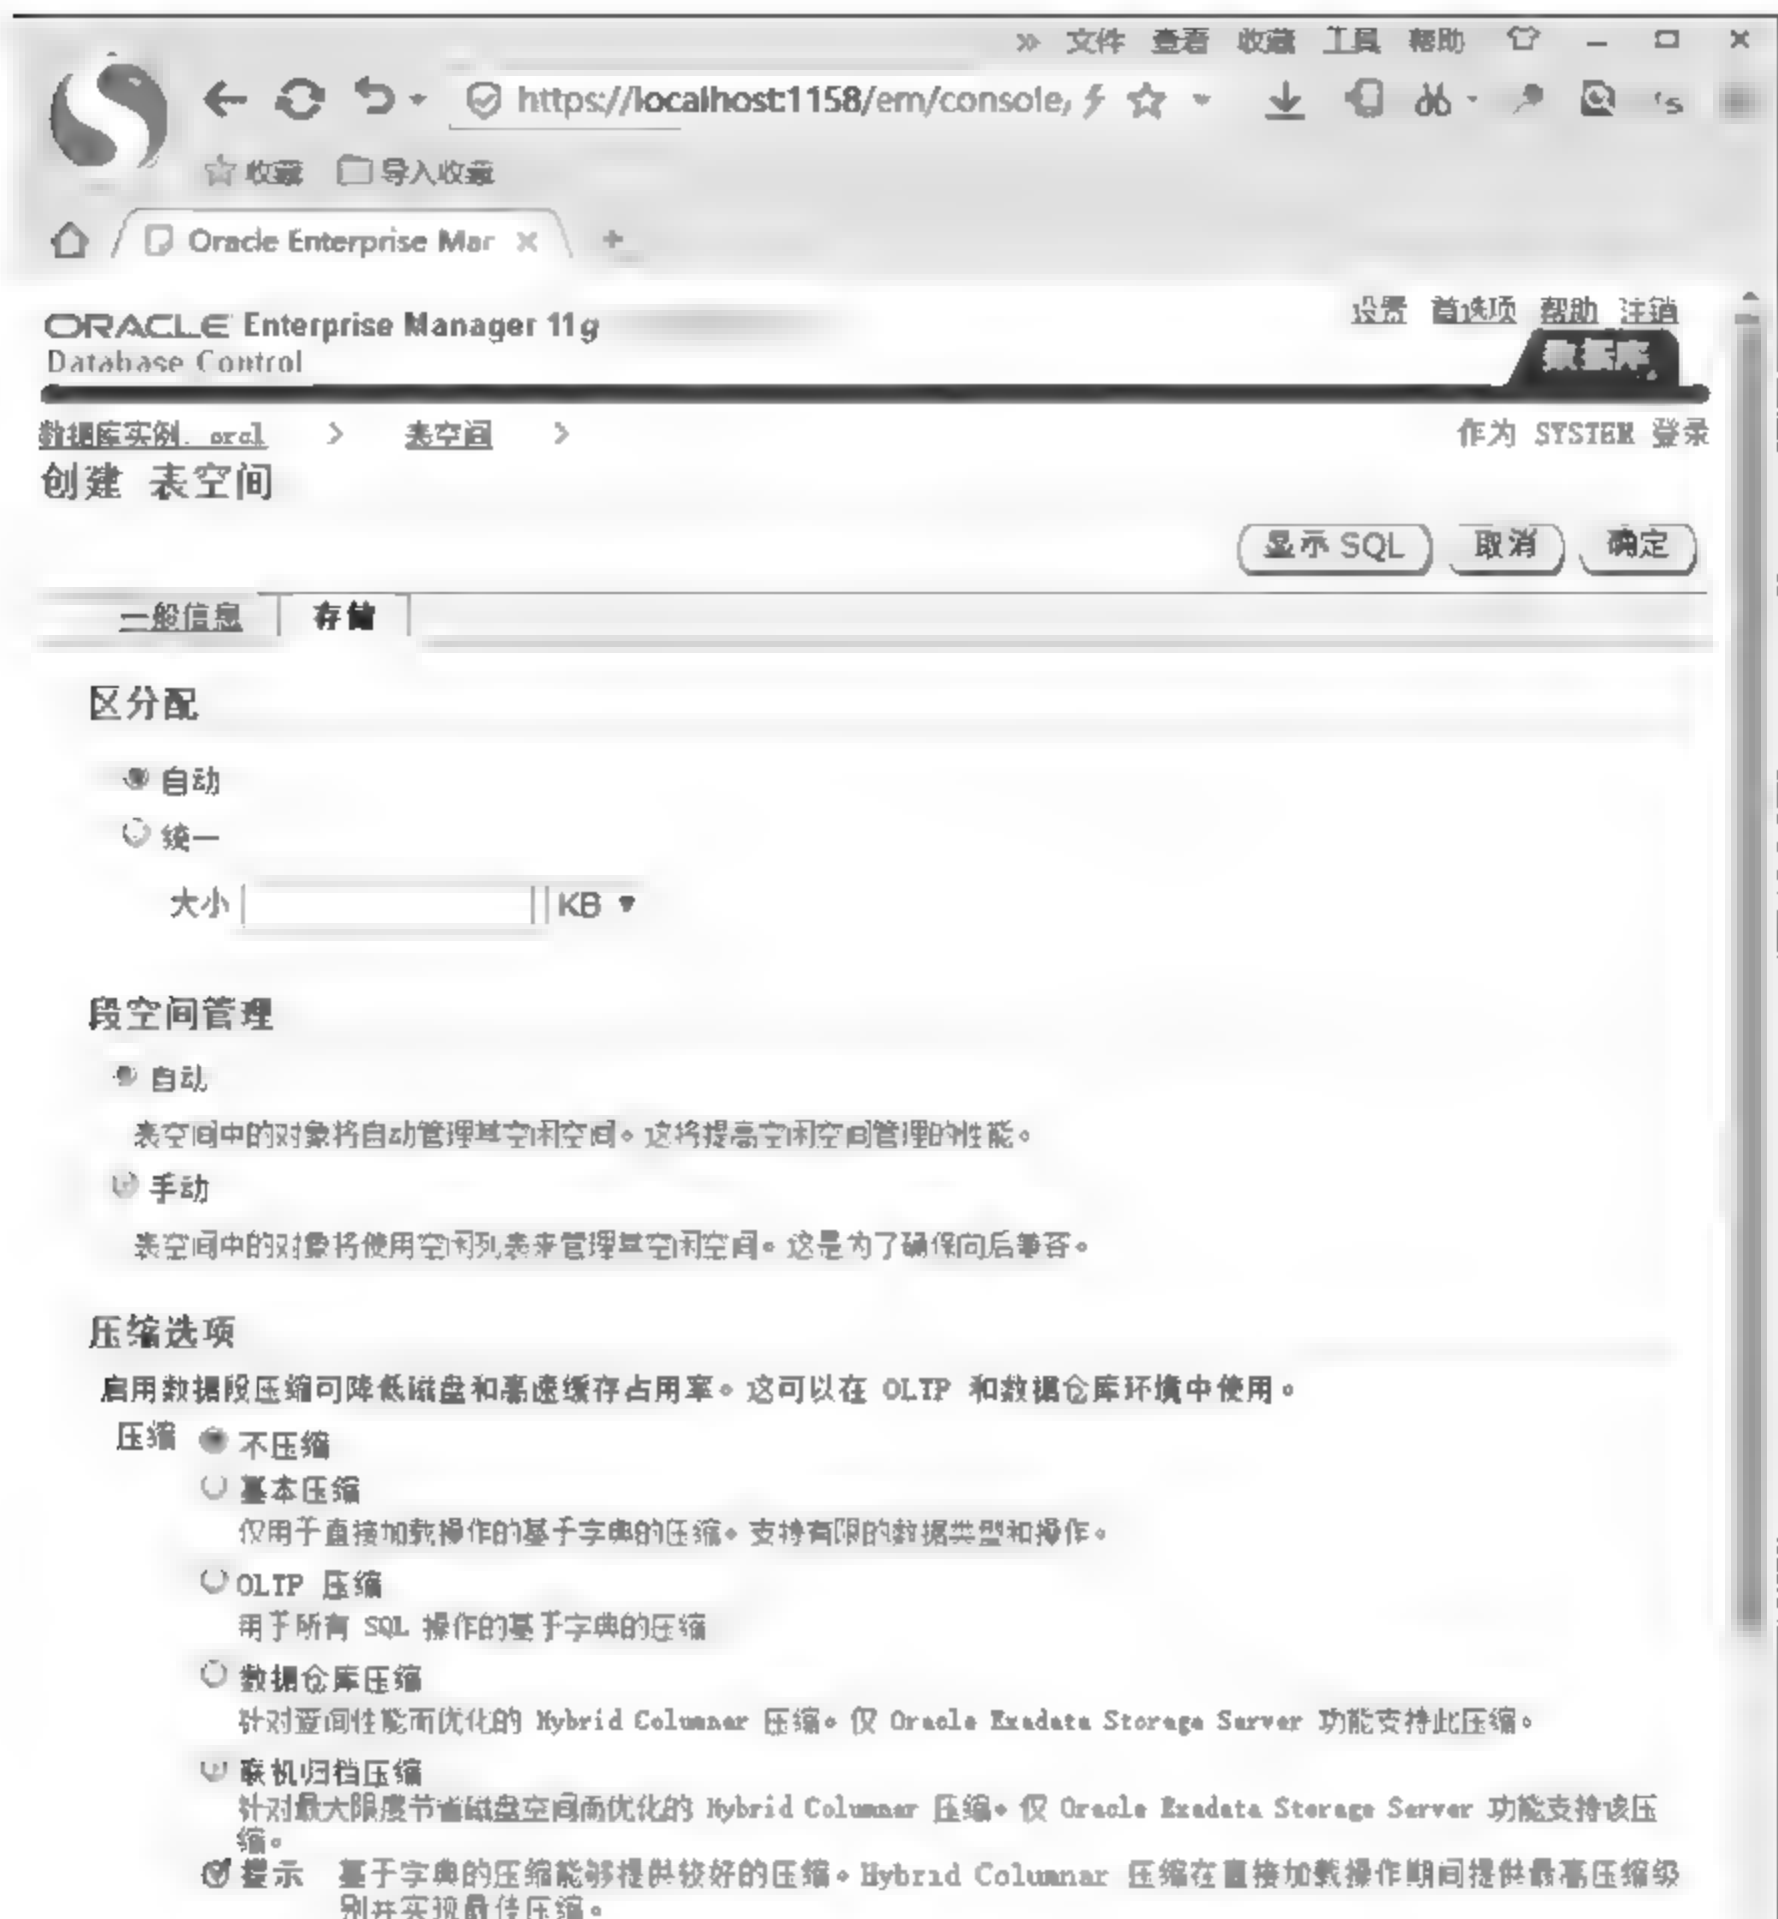 » 文件 查看 收藏 工具 帮助
https://localhost:1158/em/console/
收藏 导入收藏
Oracle Enterprise Mar
设置 首选项 帮助 注销
ORACLE Enterprise Manager 11g
Database Control
数据库
数据库实例: orcl > 表空间 >
作为 SYSTEM 登录
创建 表空间
显示 SQL 取消 确定
一般信息 存储
区分配
自动
统一
大小 KB
段空间管理
自动
表空间中的对象将自动管理其空闲空间。这将提高空闲空间管理的性能。
手动
表空间中的对象将使用空闲列表来管理其空闲空间。这是为了确保向后兼容。
压缩选项
启用数据段压缩可降低磁盘和高速缓存占用率。这可以在 OLTP 和数据仓库环境中使用。
压缩 不压缩
基本压缩
仅用于直接加载操作的基于字典的压缩。支持有限的数据类型和操作。
OLTP 压缩
用于所有 SQL 操作的基于字典的压缩
数据仓库压缩
针对查询性能而优化的 Hybrid Columnar 压缩。仅 Oracle Exadata Storage Server 功能支持此压缩。
联机归档压缩
针对最大限度节省磁盘空间而优化的 Hybrid Columnar 压缩。仅 Oracle Exadata Storage Server 功能支持该压
缩。
提示 基于字典的压缩能够提供较好的压缩。Hybrid Columnar 压缩在直接加载操作期间提供最高压缩级
别并实现最佳压缩。